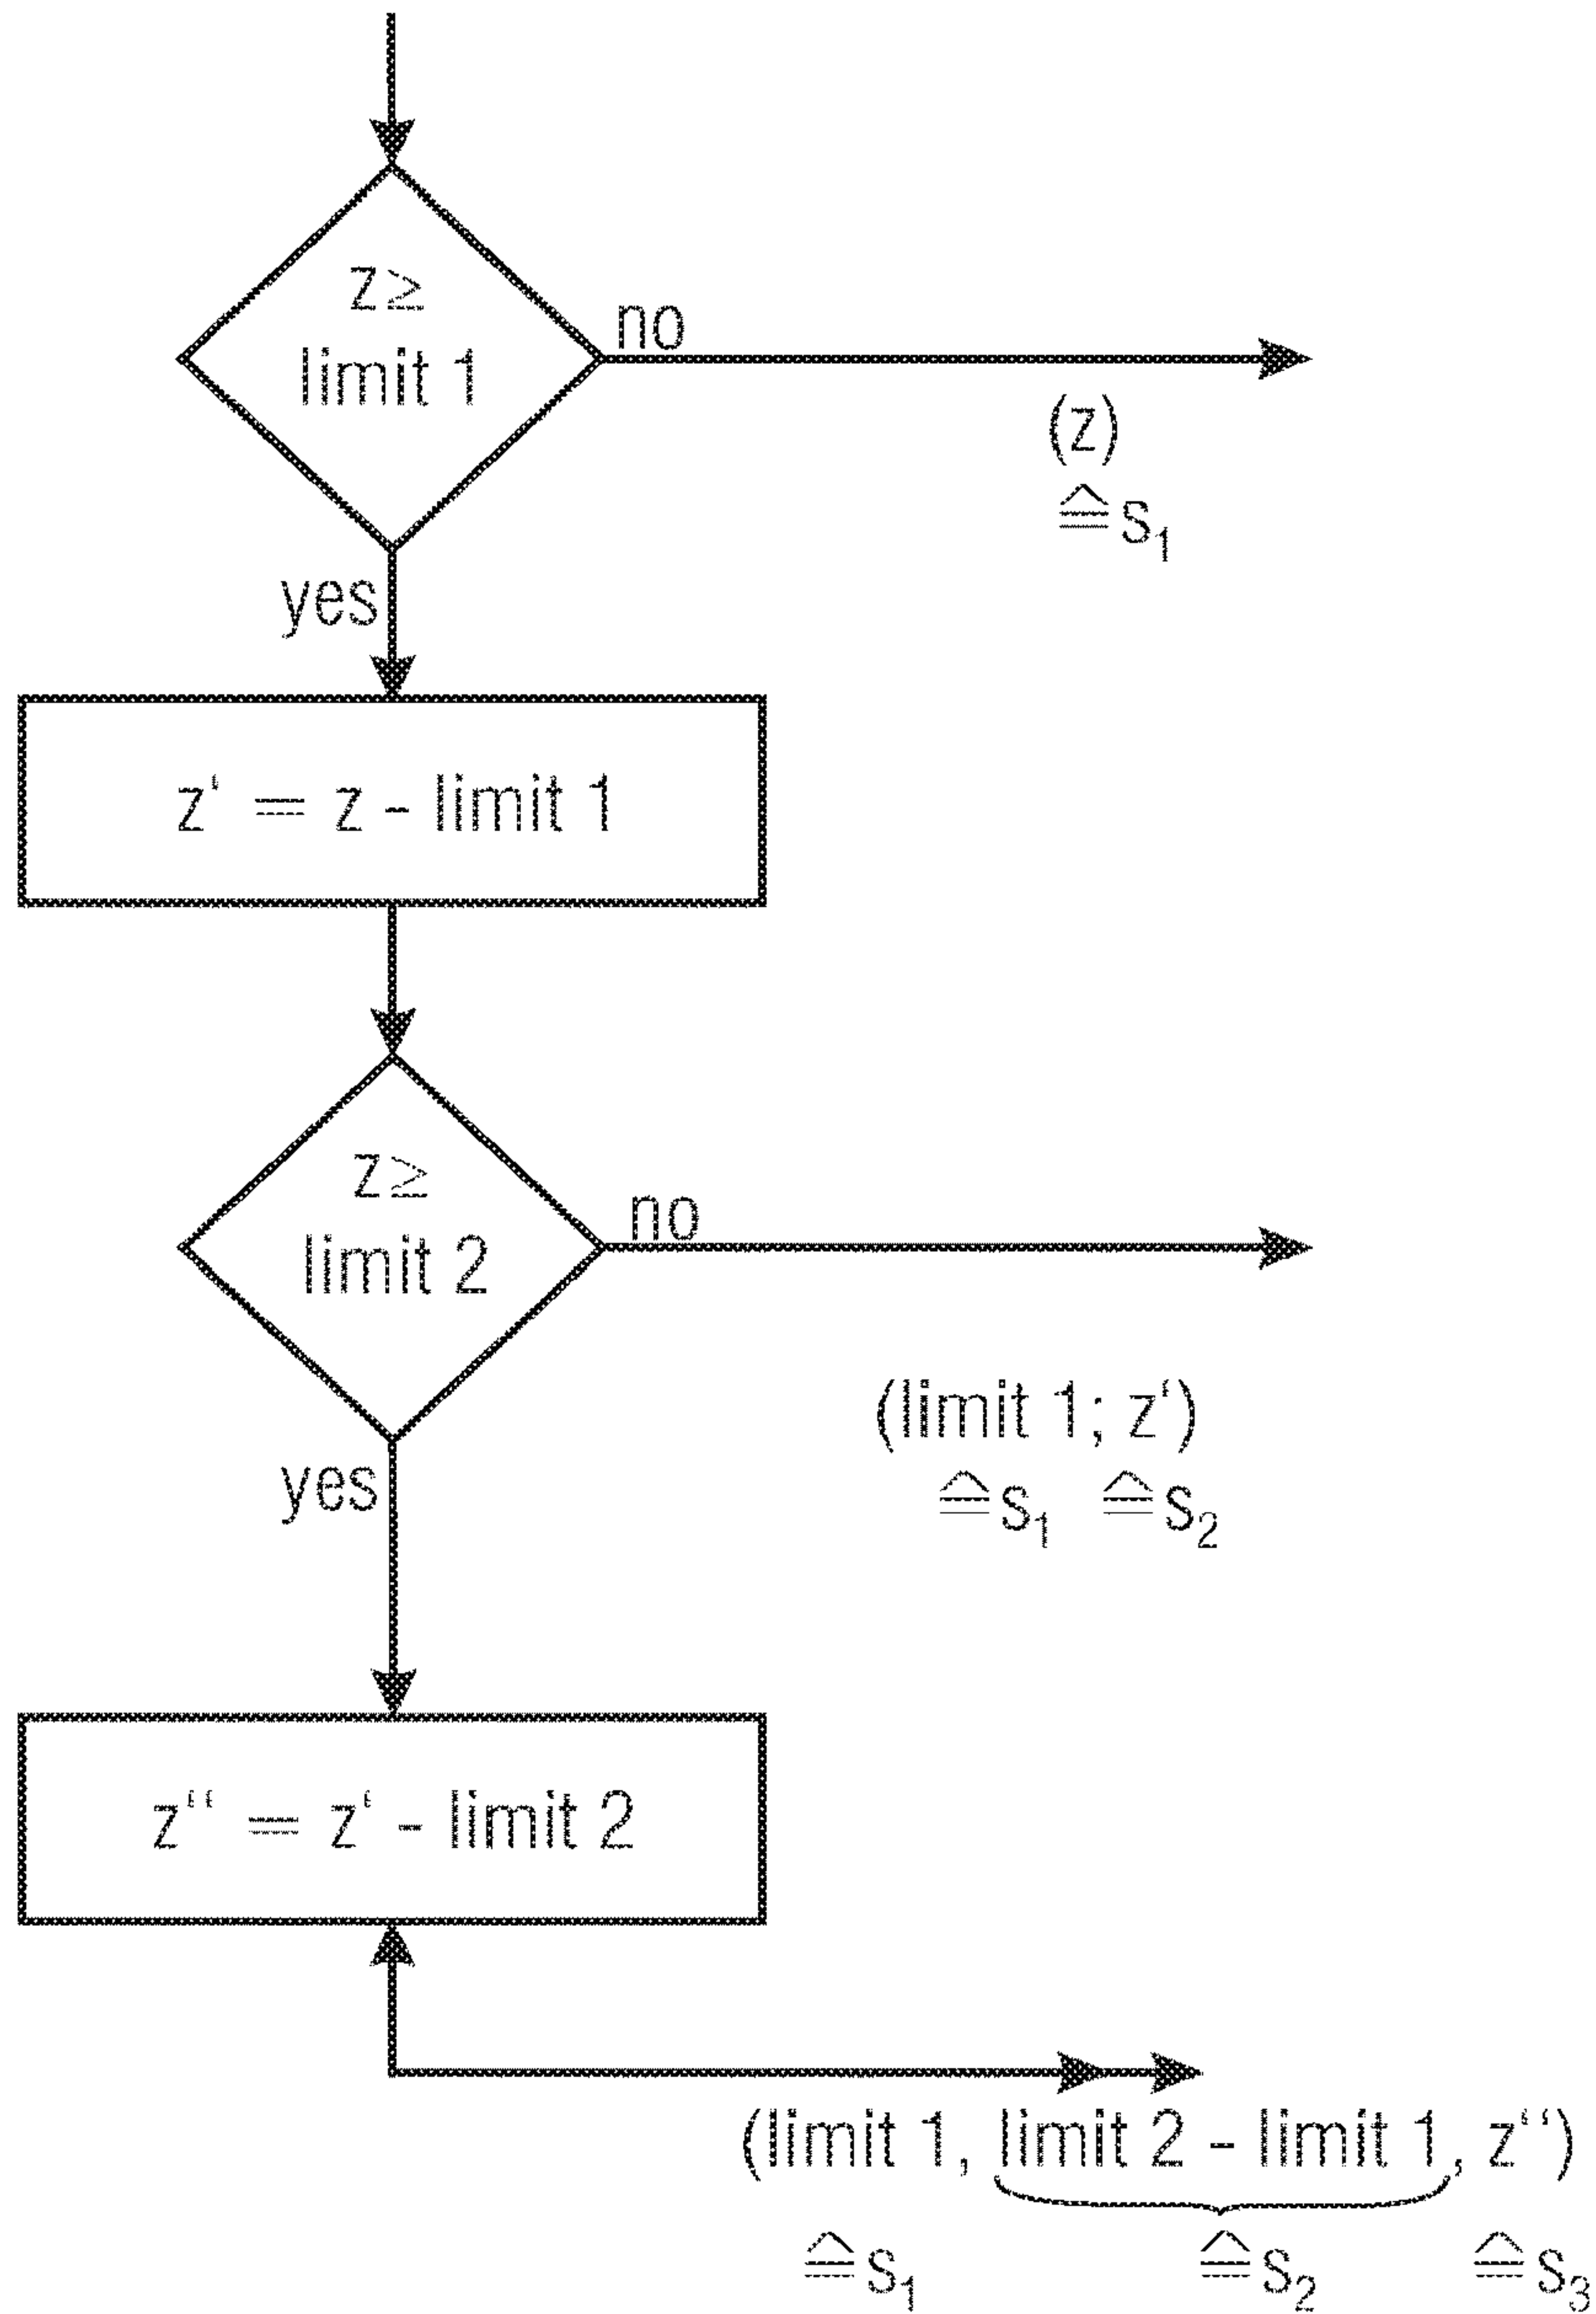 z≥
limit 1
no
(z)
≙s₁
yes
z‘ = z - limit 1
z≥
limit 2
no
(limit 1; z‘)
≙s₁ ≙s₂
yes
z‘‘ = z‘ - limit 2
(limit 1, limit 2 - limit 1, z‘‘)
≙s₁ ≙s₂ ≙s₃